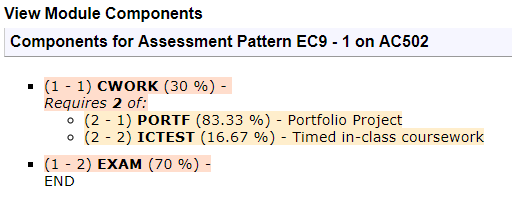 View Module Components
Components for Assessment Pattern EC9 - 1 on AC502
(1 - 1) CWORK (30 %) -
Requires 2 of:
(2 - 1) PORTF (83.33 %) - Portfolio Project
(2 - 2) ICTEST (16.67 %) - Timed in-class coursework
(1 - 2) EXAM (70 %) -
END